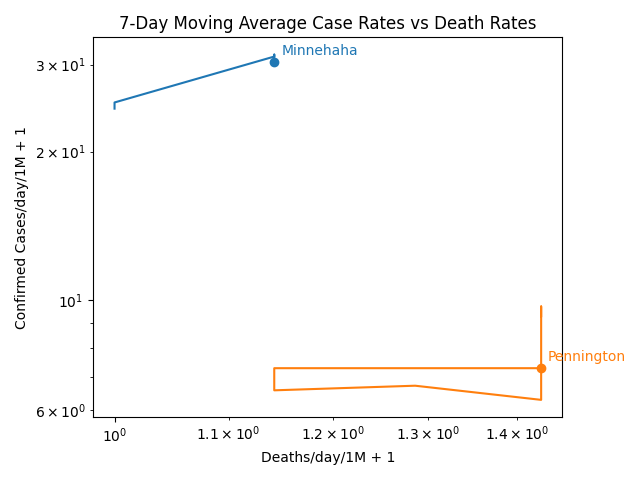 7-Day Moving Average Case Rates vs Death Rates
Minnehaha
Pennington
3 × 10¹
2 × 10¹
10¹
6 × 10⁰
Confirmed Cases/day/1M + 1
10⁰ 1.1 × 10⁰ 1.2 × 10⁰ 1.3 × 10⁰ 1.4 × 10⁰
Deaths/day/1M + 1